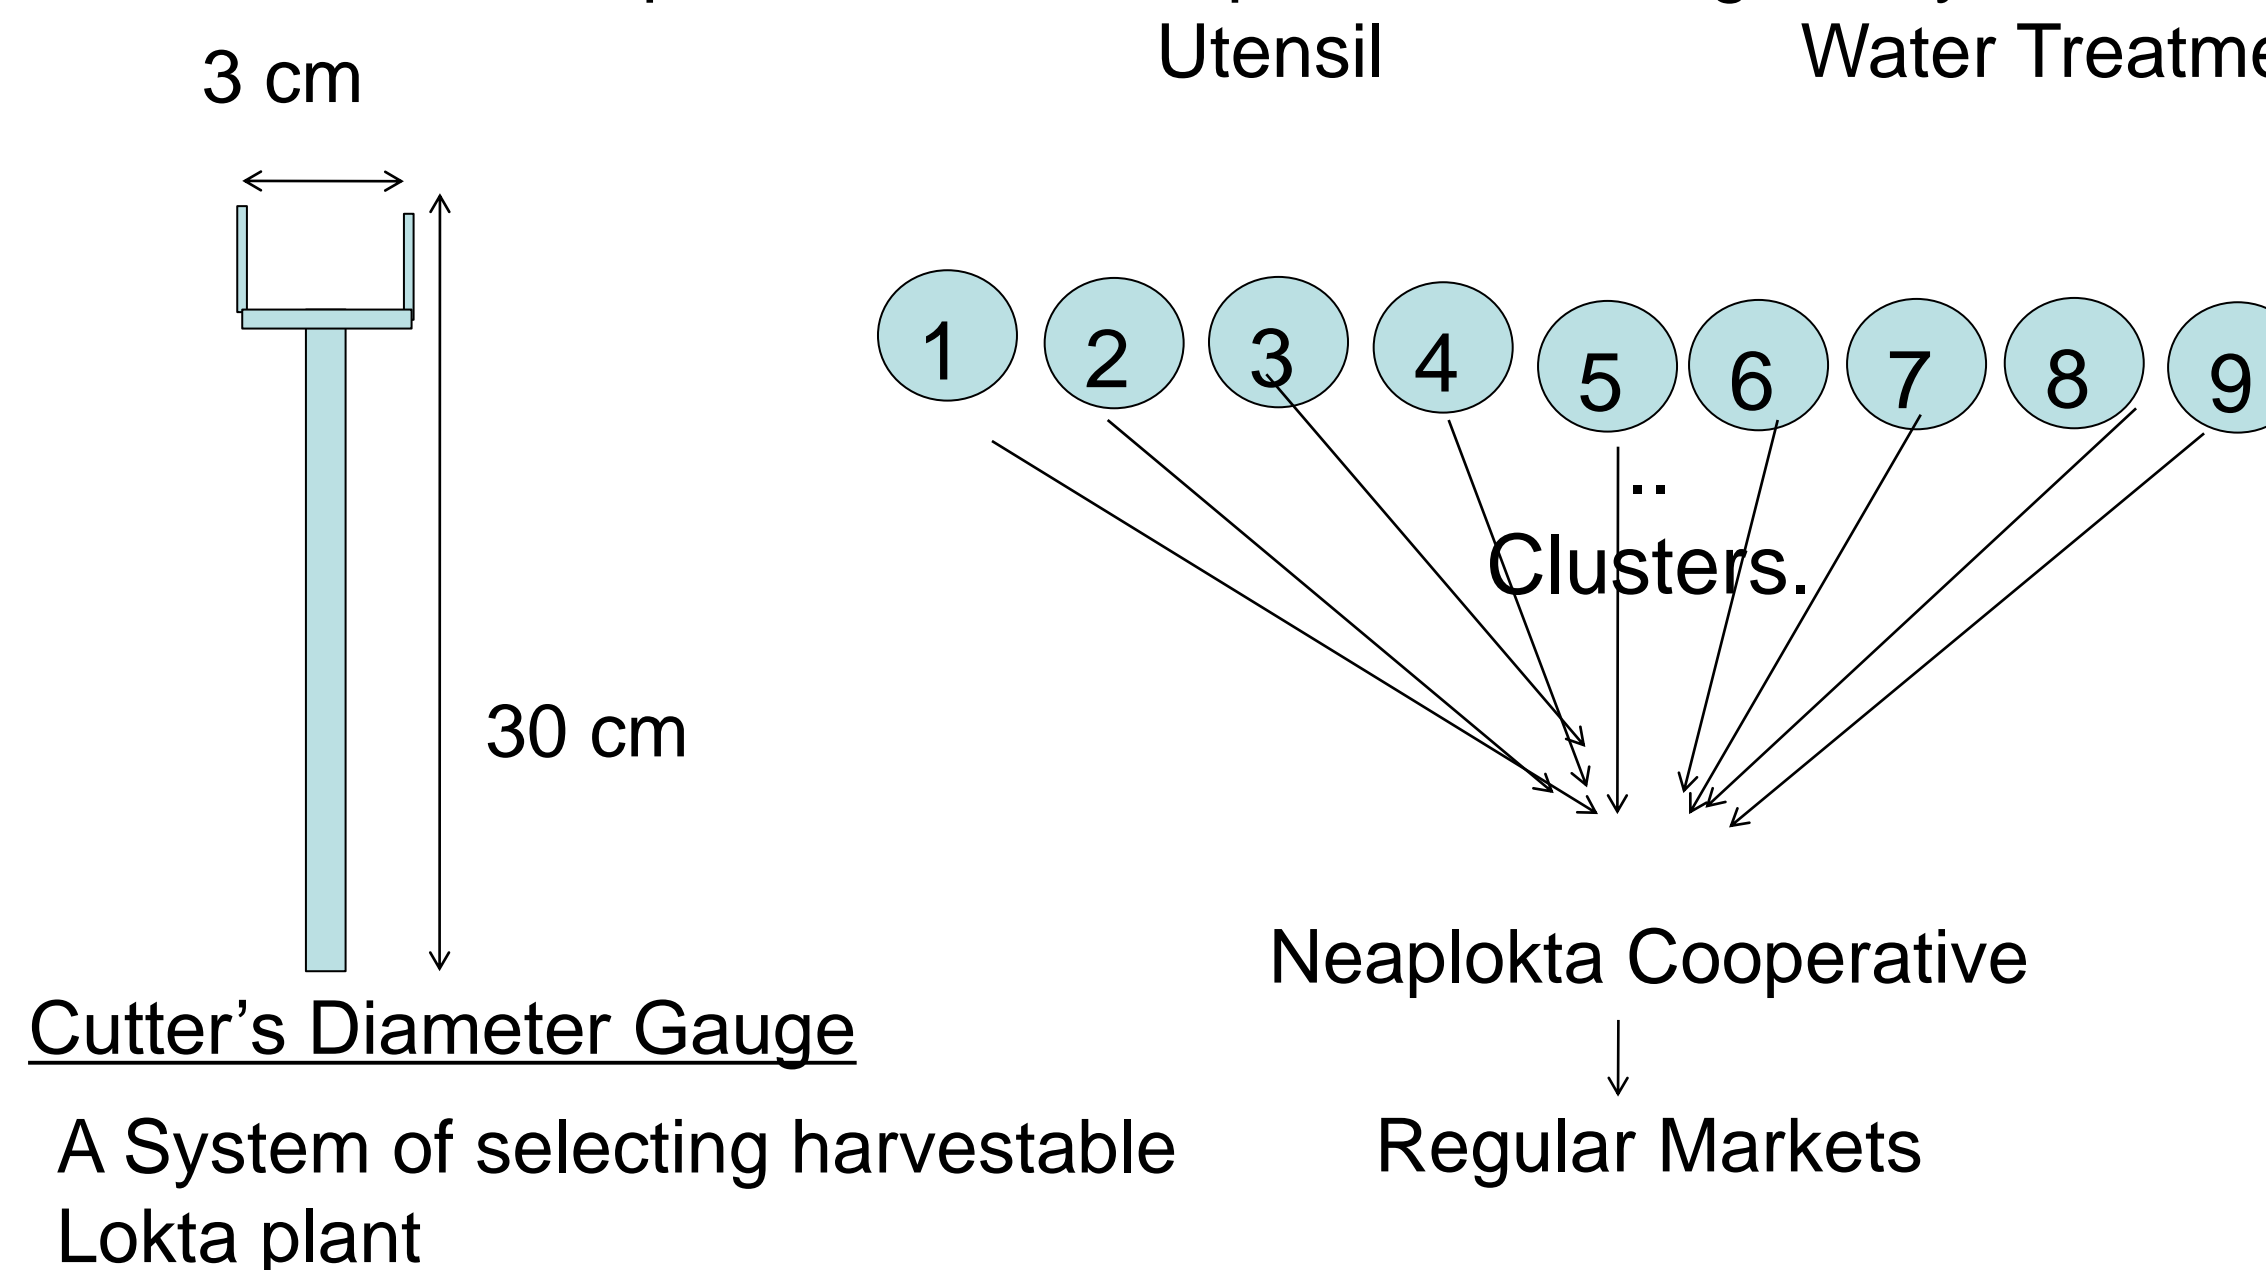 Utensil
3 cm
1 2 3 4 5 6 7 8 9
..
Clusters.
30 cm
Neaplokta Cooperative
Cutter’s Diameter Gauge
A System of selecting harvestable
Lokta plant
Regular Markets
Water